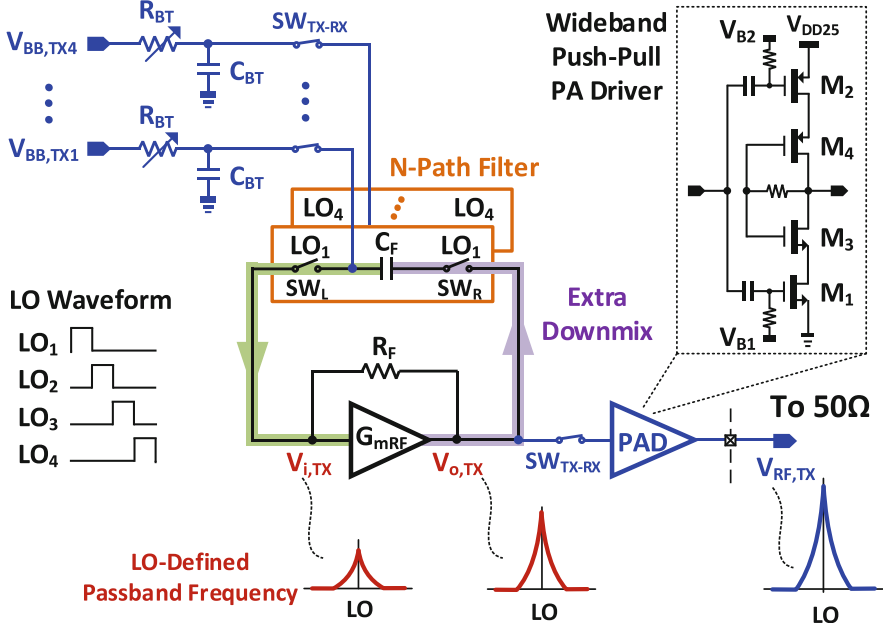 R_BT
SW_TX-RX
V_BB,TX4
C_BT
R_BT
V_BB,TX1
C_BT
N-Path Filter
LO_4
LO_4
LO_1
C_F
LO_1
SW_L
SW_R
LO Waveform
LO_1
LO_2
LO_3
LO_4
Extra
Downmix
R_F
G_mRF
V_i,TX
V_o,TX
SW_TX-RX
PAD
To 50Ω
V_RF,TX
Wideband
Push-Pull
PA Driver
V_B2
V_DD25
M_2
M_4
M_3
M_1
V_B1
LO-Defined
Passband Frequency
LO
LO
LO